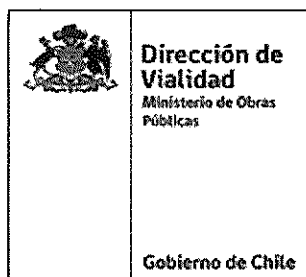 Dirección de
Vialidad
Ministerio de Obras
Públicas
Gobierno de Chile